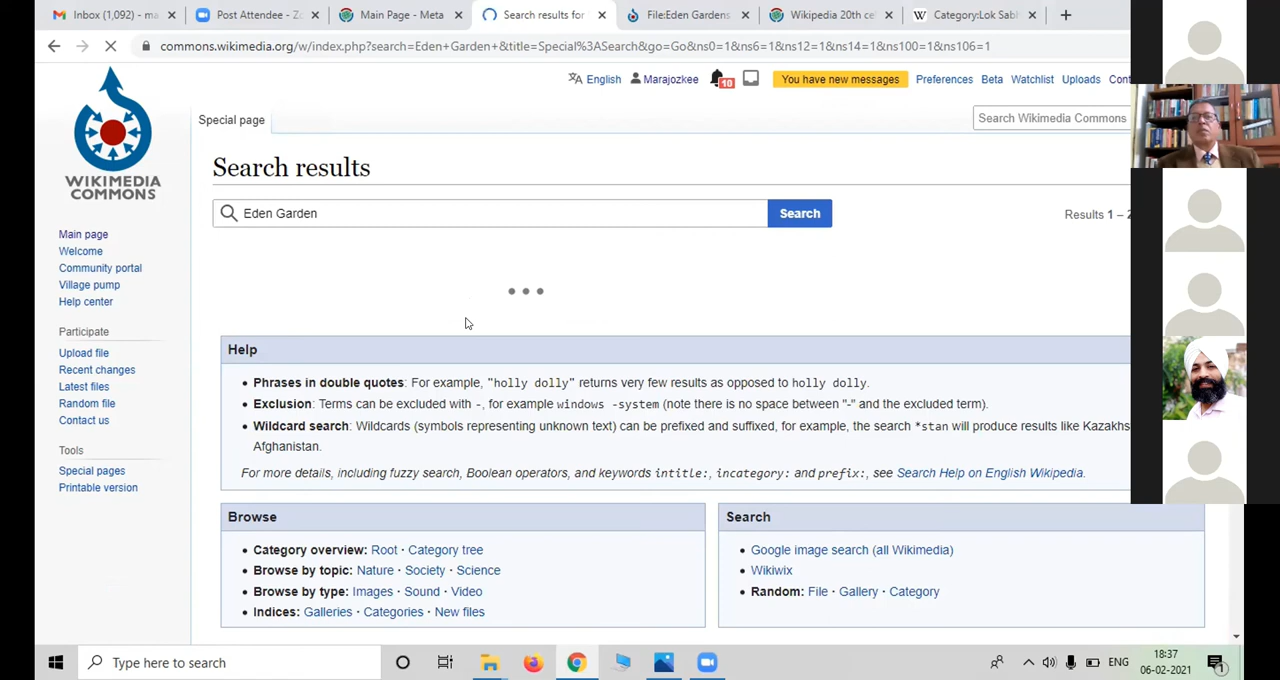 Inbox (1,092) - ma
Post Attendee - Zo
Main Page - Meta
Search results for
File:Eden Gardens
Wikipedia 20th ce
Category:Lok Sabh
commons.wikimedia.org/w/index.php?search=Eden+Garden+&title=Special%3ASearch&go=Go&ns0=1&ns6=1&ns12=1&ns14=1&ns100=1&ns106=1
English Marajozkee 10 You have new messages Preferences Beta Watchlist Uploads Cont
Special page
Search Wikimedia Commons
WIKIMEDIA
COMMONS
Search results
Eden Garden
Search
Results 1 – 2
Main page
Welcome
Community portal
Village pump
Help center
Participate
Upload file
Recent changes
Latest files
Random file
Contact us
Tools
Special pages
Printable version
Help
• Phrases in double quotes: For example, "holly dolly" returns very few results as opposed to holly dolly.
• Exclusion: Terms can be excluded with -, for example windows -system (note there is no space between "-" and the excluded term).
• Wildcard search: Wildcards (symbols representing unknown text) can be prefixed and suffixed, for example, the search *stan will produce results like Kazakhs
Afghanistan.
For more details, including fuzzy search, Boolean operators, and keywords intitle:, incategory: and prefix:, see Search Help on English Wikipedia.
Browse
• Category overview: Root · Category tree
• Browse by topic: Nature · Society · Science
• Browse by type: Images · Sound · Video
• Indices: Galleries · Categories · New files
Search
• Google image search (all Wikimedia)
• Wikiwix
• Random: File · Gallery · Category
Type here to search
ENG
18:37
06-02-2021
1